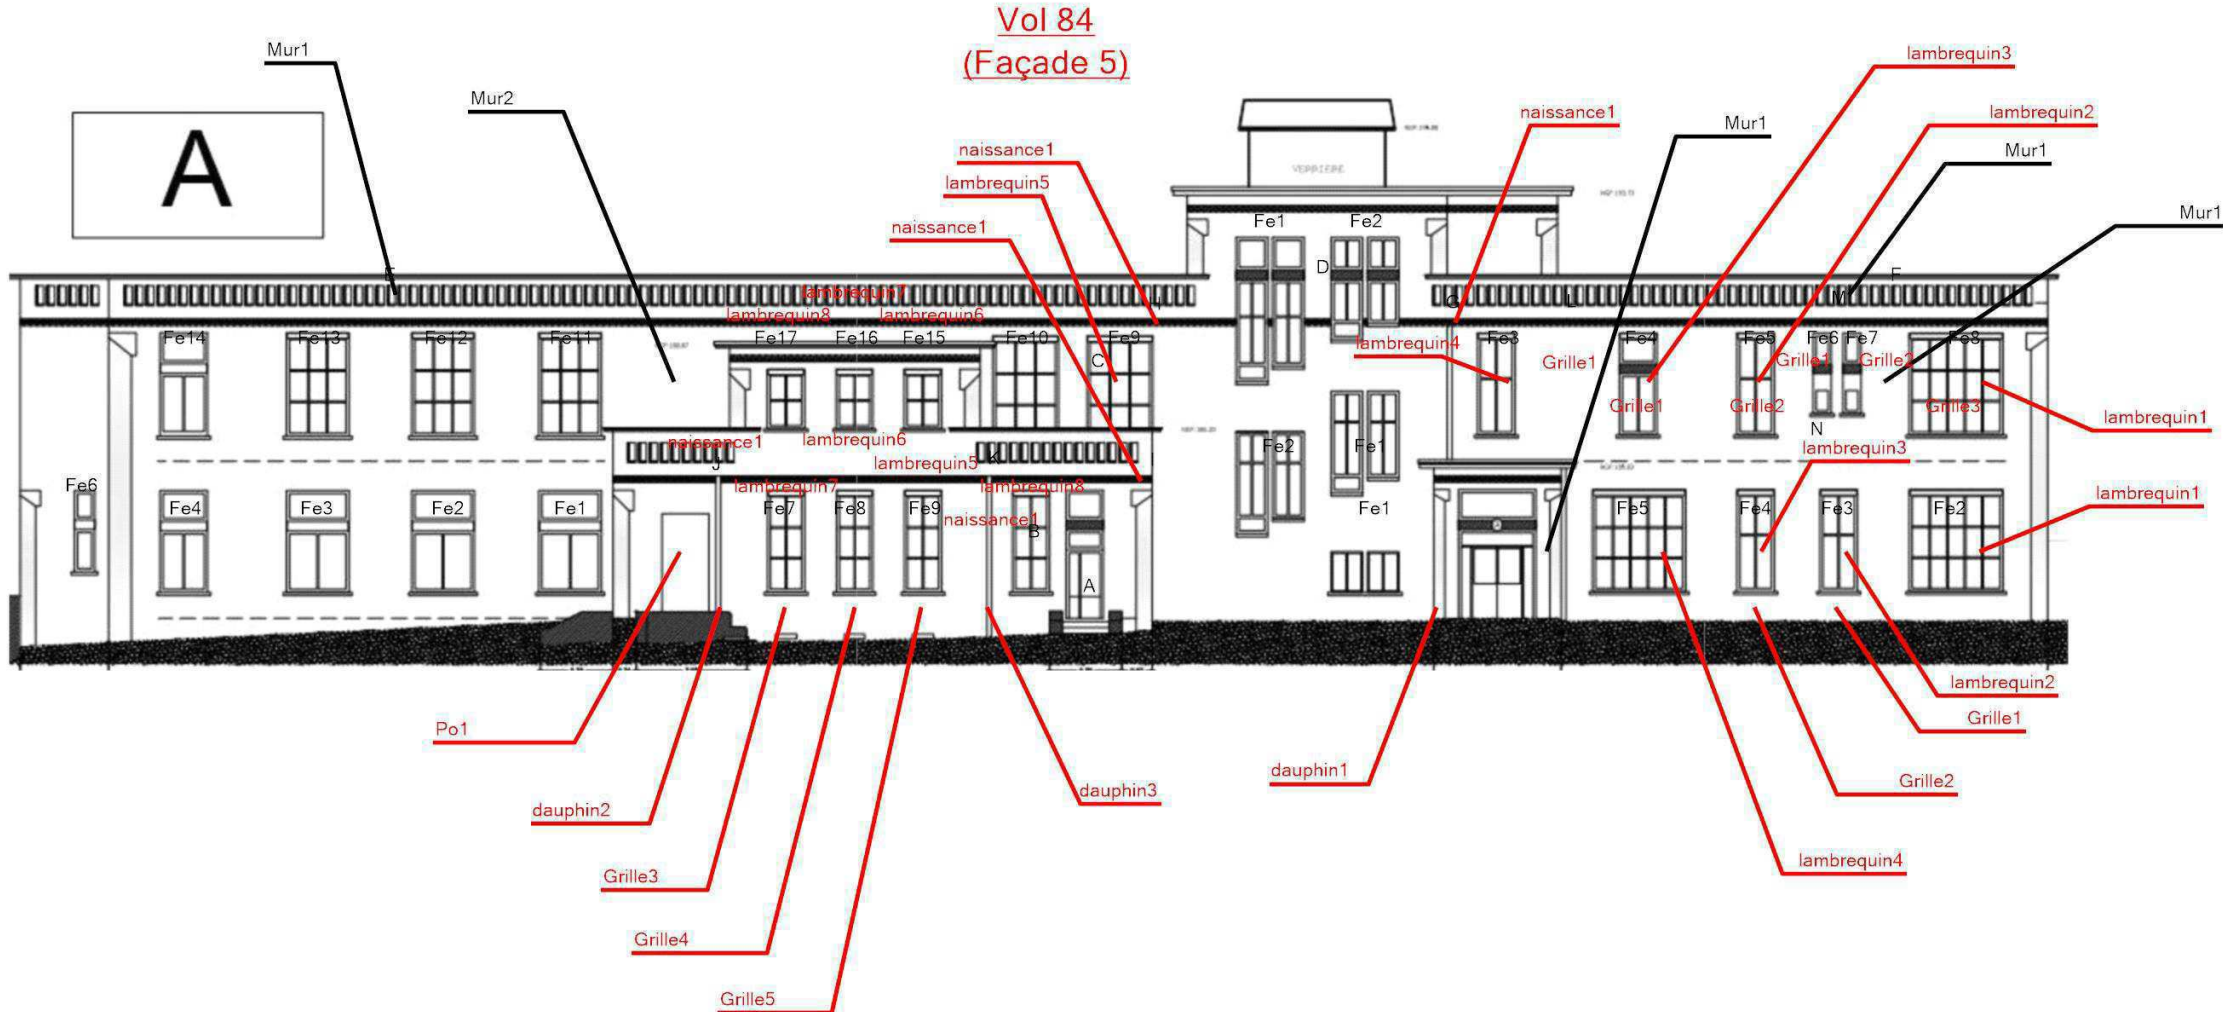 Vol 84
(Façade 5)
Mur1
lambrequin3
Mur2
naissance1
lambrequin2
A
Mur1
naissance1
Mur1
VERRIERE
lambrequin5
naissance1
Mur1
Fe1 Fe2
E D F
lambrequin7 H G L M
lambrequin8 lambrequin6
Fe14 Fe13 Fe12 Fe11 Fe17 Fe16 Fe15 Fe10 Fe9 Fe3 Fe4 Fe5 Fe6 Fe7 Fe8
lambrequin4
C Grille1 Grille1 Grille2
Grille1 Grille2 Grille3
lambrequin1
naissance1 lambrequin6 Fe2 Fe1 N
lambrequin3
J lambrequin5 K
Fe6 lambrequin7 lambrequin8
lambrequin1
Fe4 Fe3 Fe2 Fe1 Fe7 Fe8 Fe9 Fe1 Fe5 Fe4 Fe3 Fe2
naissance1
B
A
lambrequin2
Po1
Grille1
dauphin1
Grille2
dauphin2
dauphin3
lambrequin4
Grille3
Grille4
Grille5